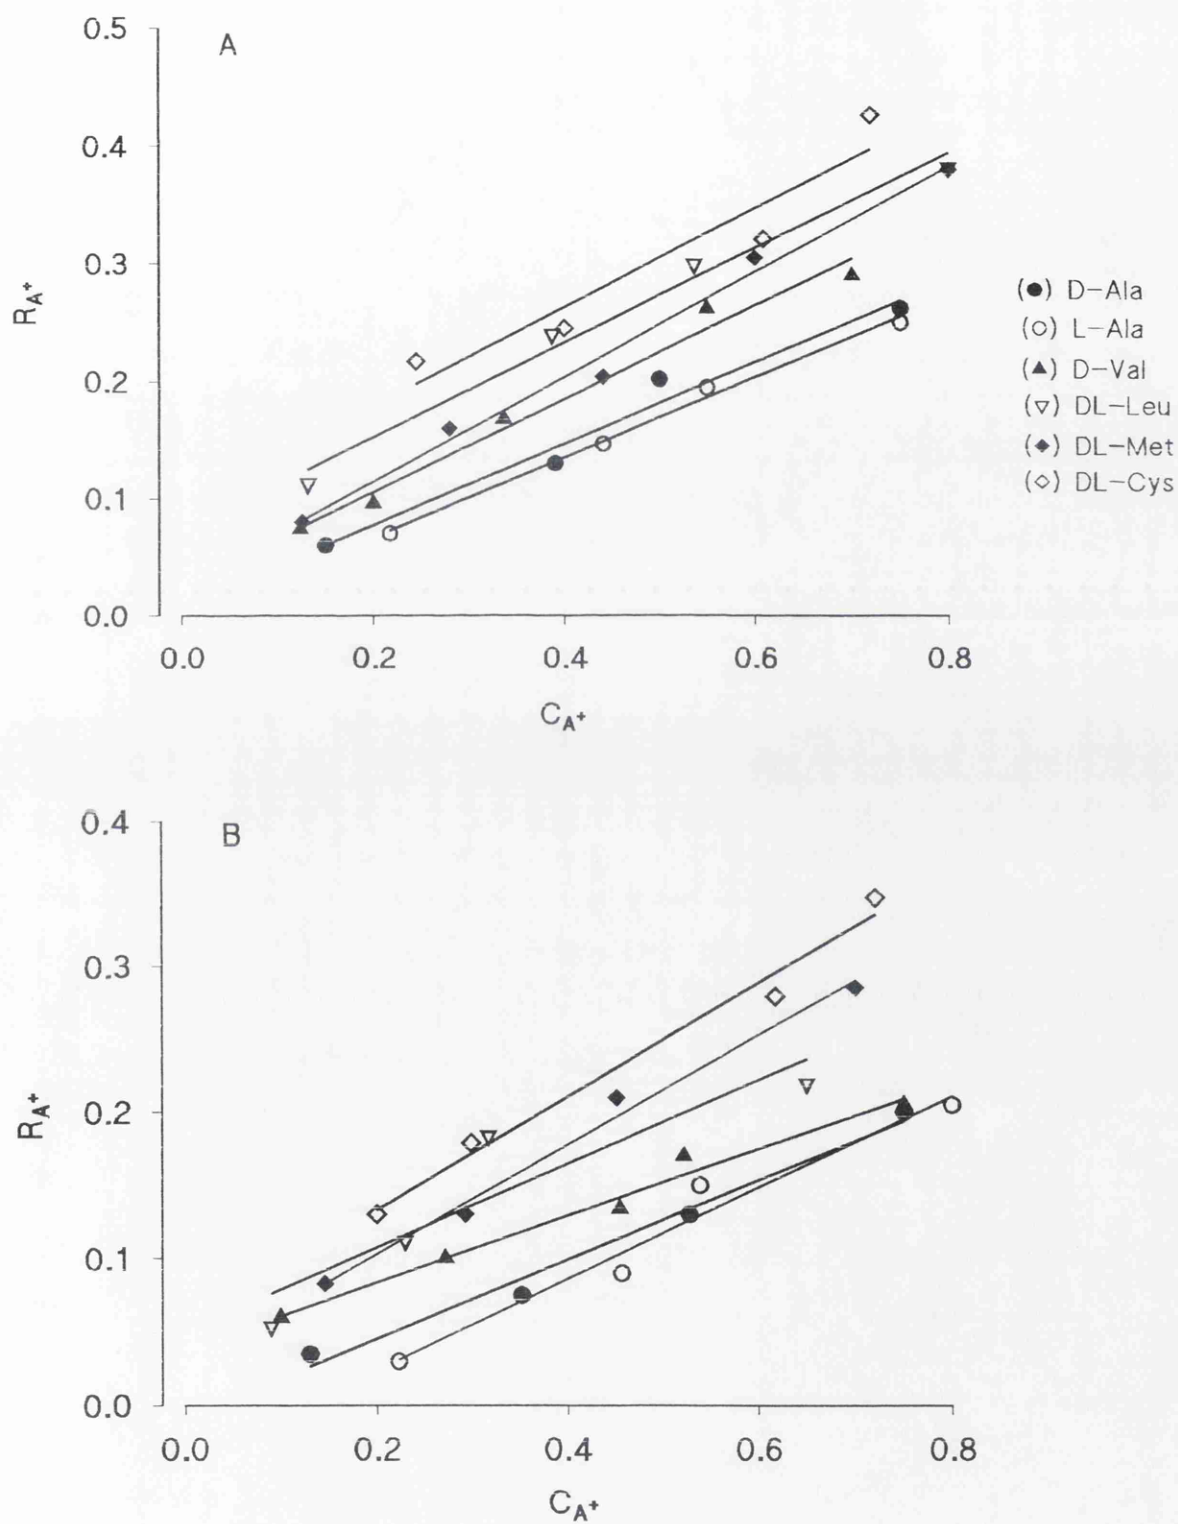 0.5
A
0.4
0.3
R_A+
(●) D-Ala
(○) L-Ala
0.2
(▲) D-Val
(▽) DL-Leu
(◆) DL-Met
0.1
(◇) DL-Cys
0.0
0.0 0.2 0.4 0.6 0.8
C_A+
0.4
B
0.3
R_A+
0.2
0.1
0.0
0.0 0.2 0.4 0.6 0.8
C_A+